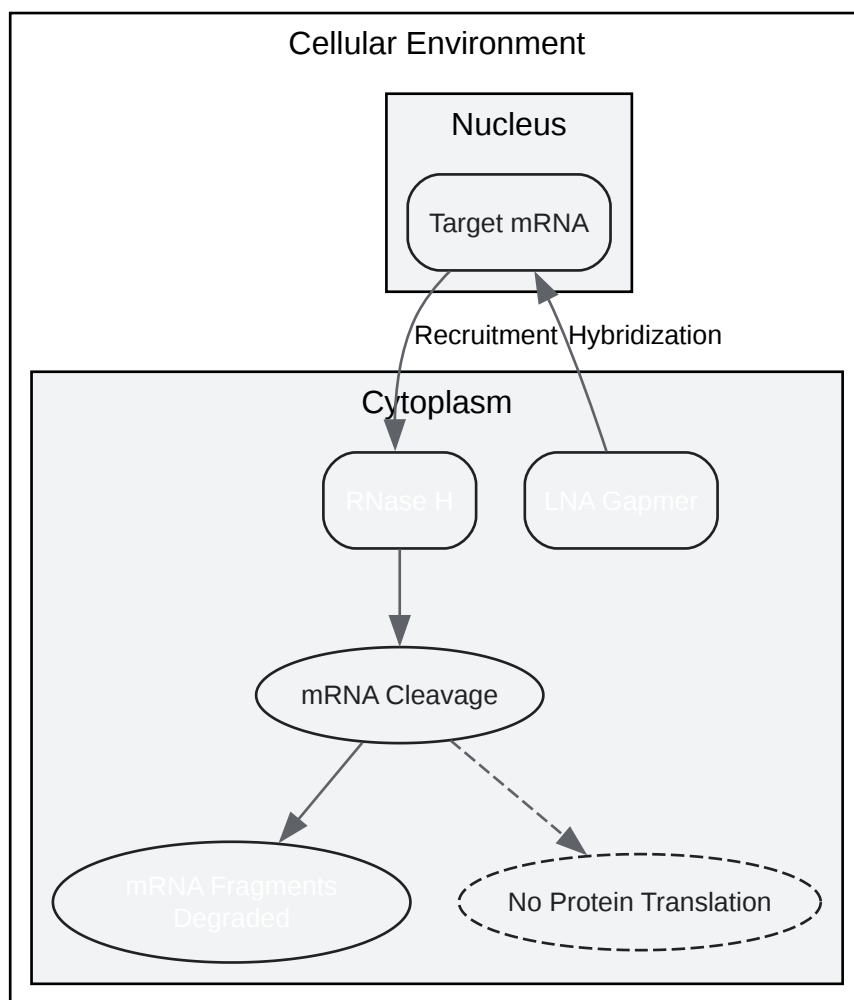 Cellular Environment
Nucleus
Target mRNA
Recruitment
Hybridization
Cytoplasm
RNase H
LNA Gapmer
mRNA Cleavage
mRNA Fragments
Degraded
No Protein Translation